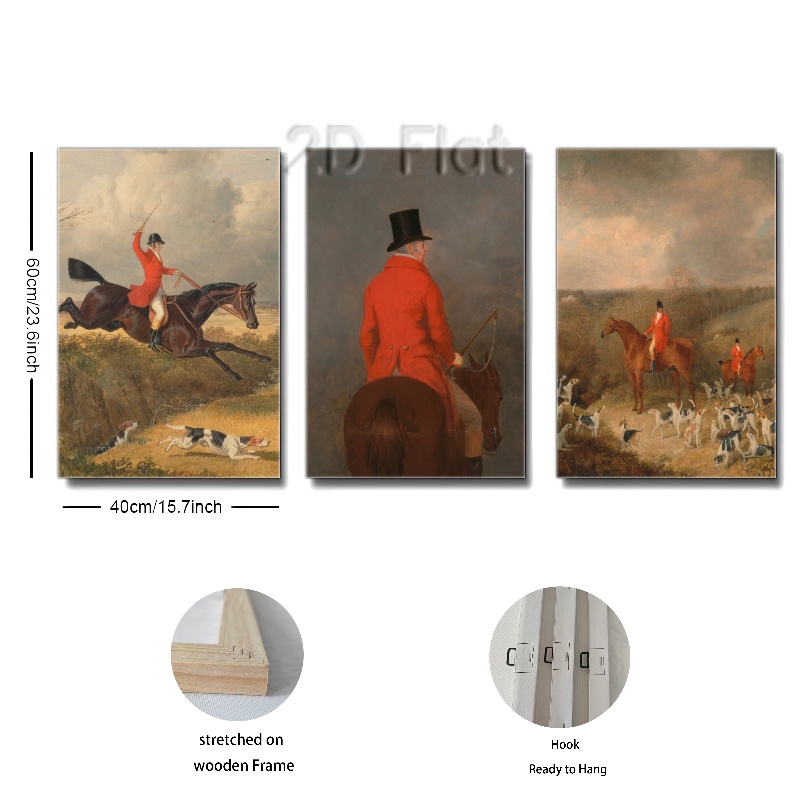 2D Flat
60cm/23.6inch
40cm/15.7inch
stretched on
wooden Frame
Hook
Ready to Hang